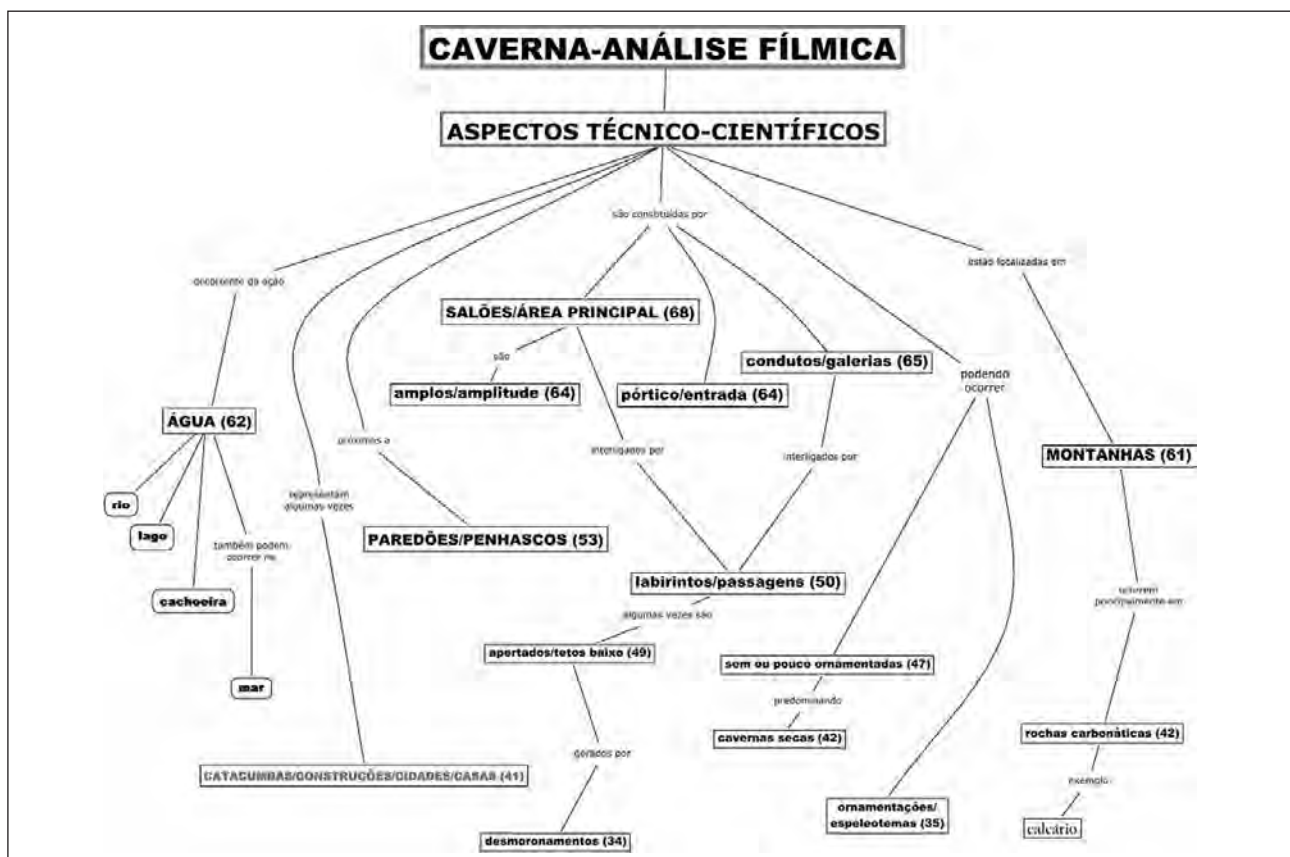 CAVERNA-ANÁLISE FÍLMICA
ASPECTOS TÉCNICO-CIENTÍFICOS
são constituídas por
estão localizadas em
decorrente da ação
SALÕES/ÁREA PRINCIPAL (68)
são
condutos/galerias (65)
podendo
ocorrer
amplos/amplitude (64)
pórtico/entrada (64)
ÁGUA (62)
próximas a
interligados por
interligados por
MONTANHAS (61)
rio
representam
algumas vezes
lago
também podem
ocorrer no
PAREDÕES/PENHASCOS (53)
labirintos/passagens (50)
cachoeira
algumas vezes são
ocorrem
principalmente em
apertados/tetos baixo (49)
sem ou pouco ornamentadas (47)
mar
predominando
cavernas secas (42)
rochas carbonáticas (42)
gerados por
CATACUMBAS/CONSTRUÇÕES/CIDADES/CASAS (41)
exemplo
ornamentações/
espeleotemas (35)
calcário
desmoronamentos (34)